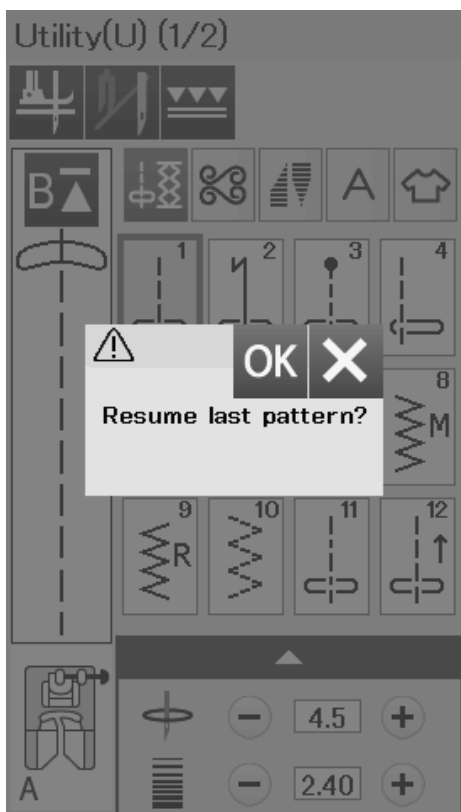 Utility(U) (1/2)
B
A
1
2
3
4
OK
Resume last pattern?
8
M
9
R
10
11
12
4.5
2.40
A